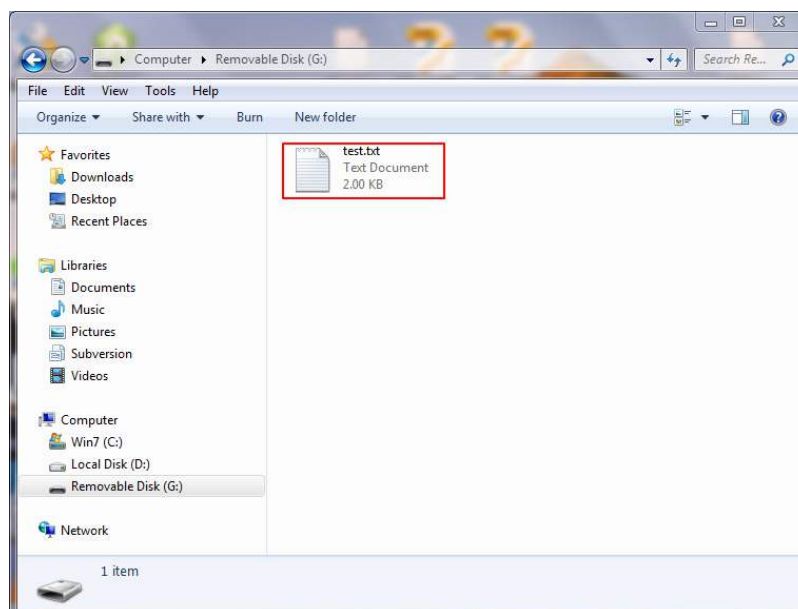 Computer ▸ Removable Disk (G:)
Search Re...
File Edit View Tools Help
Organize Share with Burn New folder
Favorites
Downloads
Desktop
Recent Places
Libraries
Documents
Music
Pictures
Subversion
Videos
Computer
Win7 (C:)
Local Disk (D:)
Removable Disk (G:)
Network
test.txt
Text Document
2.00 KB
1 item